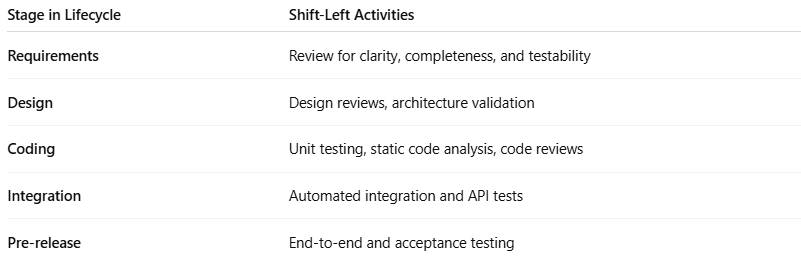 Stage in Lifecycle Shift-Left Activities
Requirements Review for clarity, completeness, and testability
Design Design reviews, architecture validation
Coding Unit testing, static code analysis, code reviews
Integration Automated integration and API tests
Pre-release End-to-end and acceptance testing